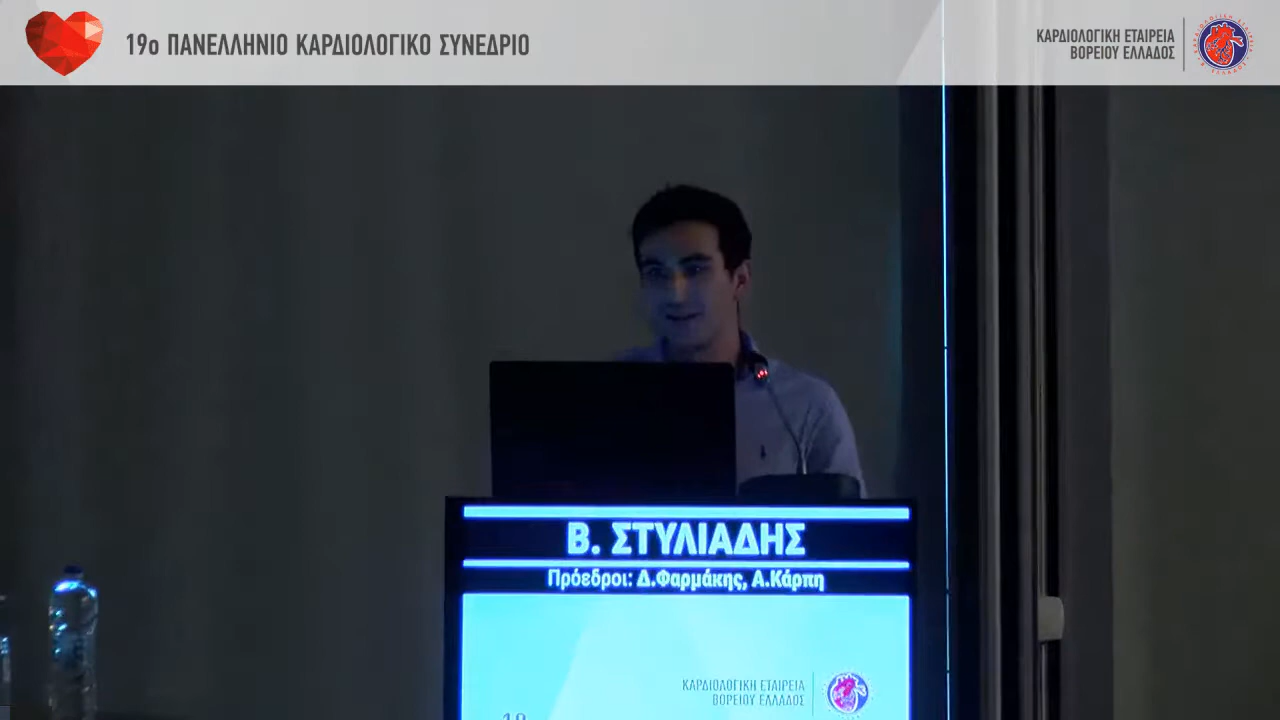 19ο ΠΑΝΕΛΛΗΝΙΟ ΚΑΡΔΙΟΛΟΓΙΚΟ ΣΥΝΕΔΡΙΟ
ΚΑΡΔΙΟΛΟΓΙΚΗ ΕΤΑΙΡΕΙΑ
ΒΟΡΕΙΟΥ ΕΛΛΑΔΟΣ
Β. ΣΤΥΛΙΑΔΗΣ
Πρόεδροι: Δ.Φαρμάκης, Α.Κάρπη
ΚΑΡΔΙΟΛΟΓΙΚΗ ΕΤΑΙΡΕΙΑ
ΒΟΡΕΙΟΥ ΕΛΛΑΔΟΣ